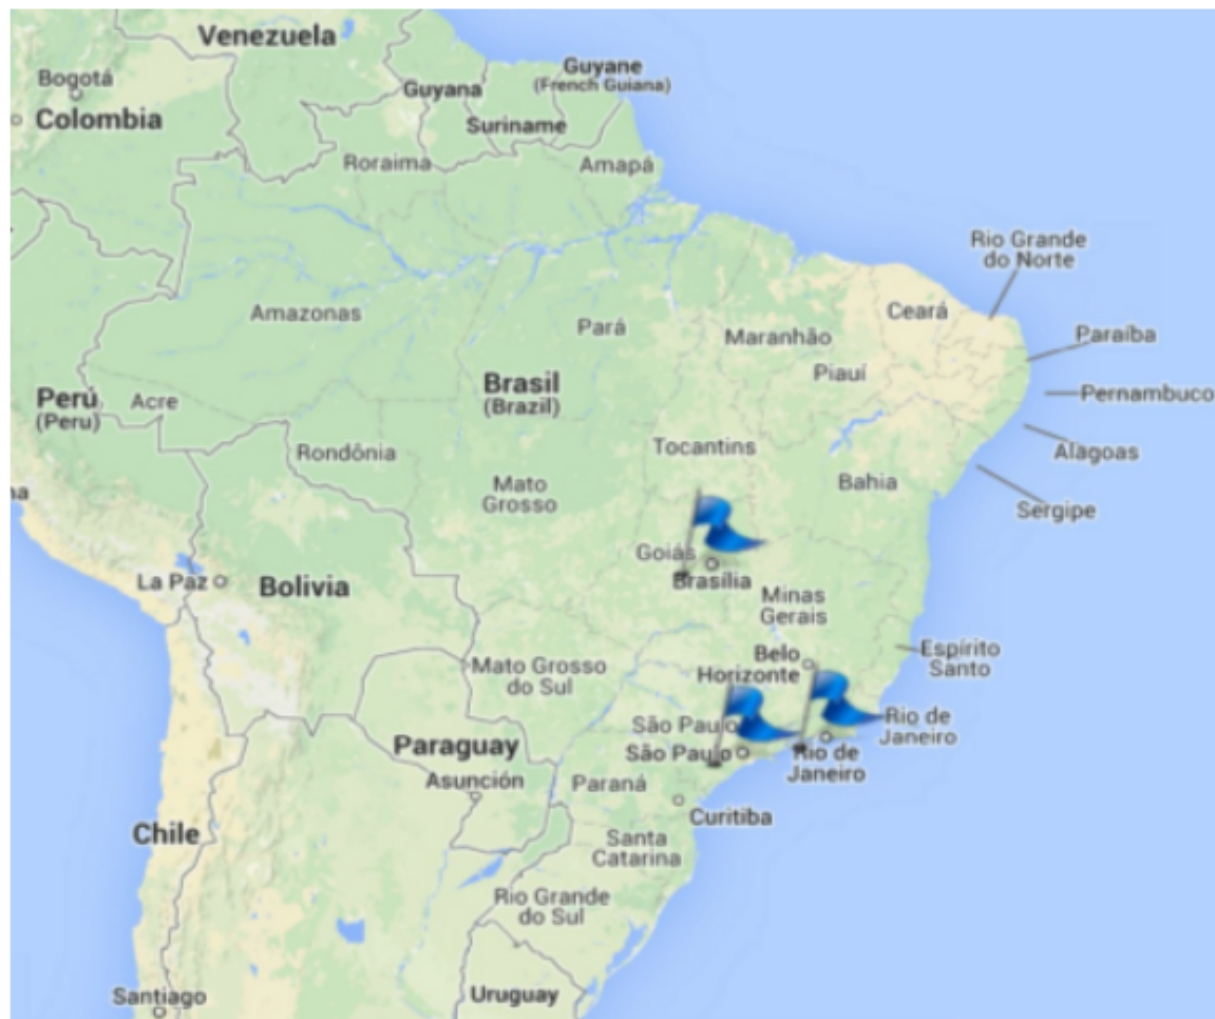 Venezuela
Bogotá
Colombia
Guyana
Guyane
(French Guiana)
Suriname
Roraima
Amapá
Rio Grande
do Norte
Amazonas
Pará
Maranhão
Ceará
Paraíba
Piauí
Perú
(Peru)
Acre
Brasil
(Brazil)
Pernambuco
Rondônia
Tocantins
Alagoas
Mato
Grosso
Bahia
na
Sergipe
Goiás
La Paz
Bolivia
Brasília
Minas
Gerais
Mato Grosso
do Sul
Belo
Horizonte
Espírito
Santo
São Paulo
Rio de
Janeiro
Paraguay
São Paulo
Rio de
Janeiro
Asunción
Paraná
Curitiba
Chile
Santa
Catarina
Rio Grande
do Sul
Santiago
Uruguay